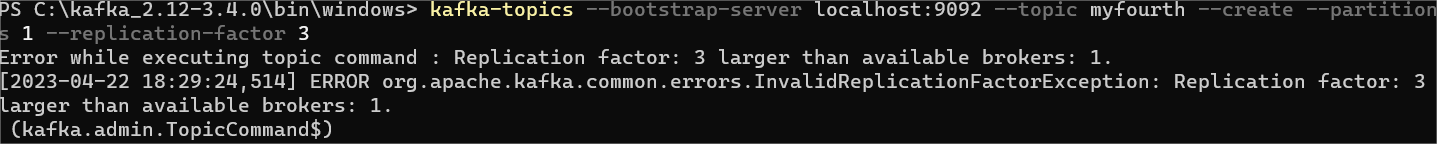 PS C:\kafka_2.12-3.4.0\bin\windows> kafka-topics --bootstrap-server localhost:9092 --topic myfourth --create --partition
s 1 --replication-factor 3
Error while executing topic command : Replication factor: 3 larger than available brokers: 1.
[2023-04-22 18:29:24,514] ERROR org.apache.kafka.common.errors.InvalidReplicationFactorException: Replication factor: 3
larger than available brokers: 1.
 (kafka.admin.TopicCommand$)